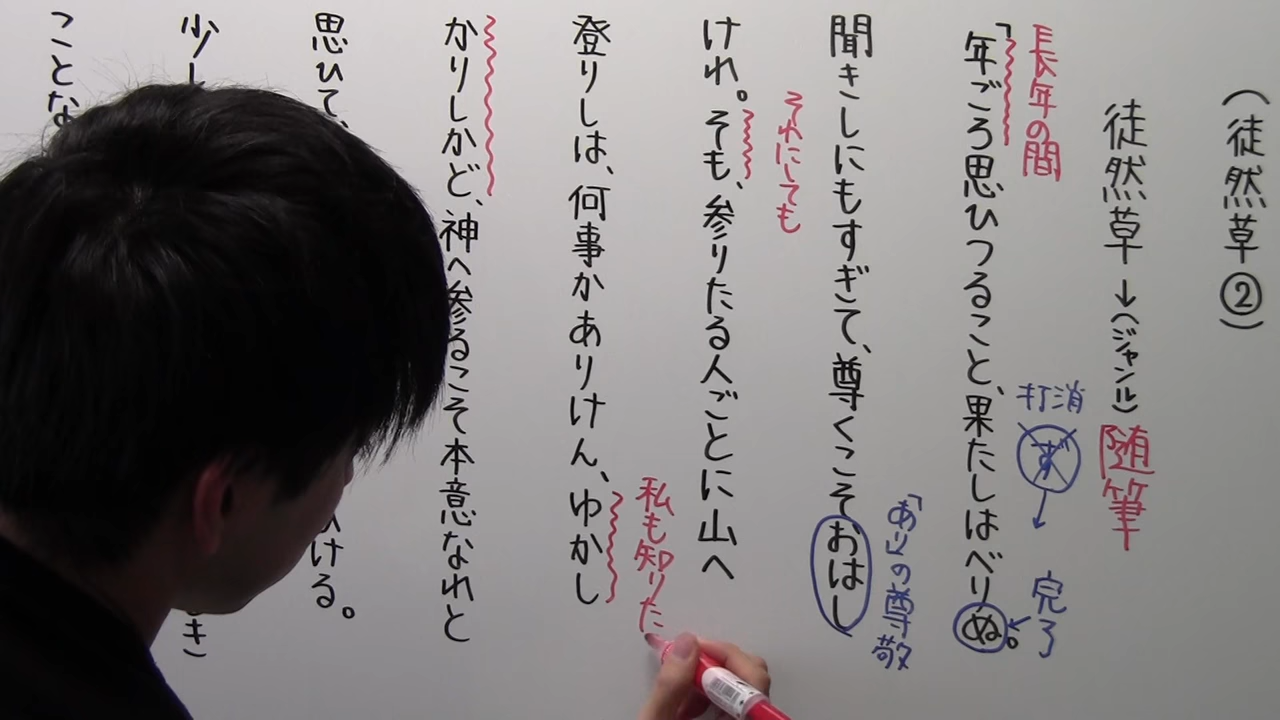 (徒然草②)
徒然草→(ジャンル)随筆
長年の間
打消
ず
完了
「年ごろ思ひつること、果たしはべりぬ。
「あり」の尊敬
聞きしにもすぎて、尊くこそおはし
それにしても
けれ。そも、参りたる人ごとに山へ
私も知りた
登りしは、何事かありけん、ゆかし
かりしかど、神へ参るこそ本意なれと
思ひて、
ひける。
少し
き)
ことな